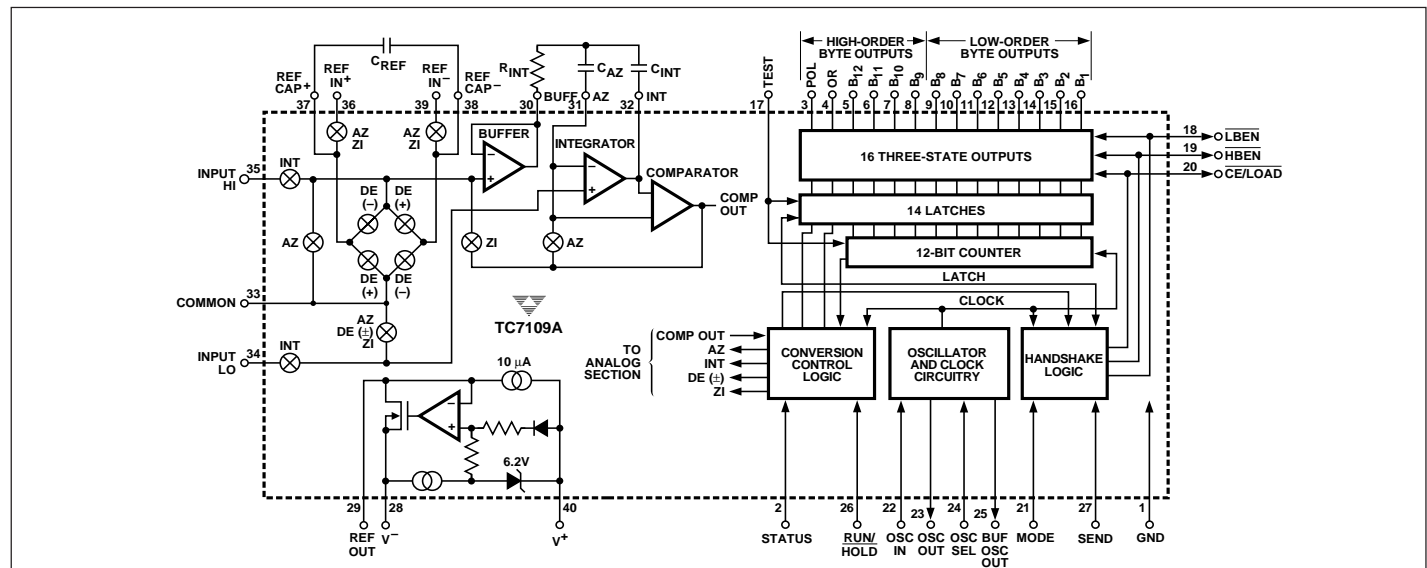 HIGH-ORDER BYTE OUTPUTS
LOW-ORDER BYTE OUTPUTS
TEST
POL
OR
B12
B11
B10
B9
B8
B7
B6
B5
B4
B3
B2
B1
17 3 4 5 6 7 8 9 10 11 12 13 14 15 16
CREF
REF CAP+
REF IN+
REF IN–
REF CAP–
37 36 39 38
RINT
CAZ
CINT
BUFF
AZ
INT
30 31 32
AZ ZI
AZ ZI
BUFFER
–
+
INTEGRATOR
–
+
COMPARATOR
COMP OUT
INPUT HI
35
INT
DE (–)
DE (+)
AZ
DE (+)
DE (–)
ZI
AZ
COMMON
33
AZ
DE (±)
ZI
INPUT LO
34
INT
TC7109A
16 THREE-STATE OUTPUTS
14 LATCHES
12-BIT COUNTER
LATCH
CLOCK
18 LBEN
19 HBEN
20 CE/LOAD
TO ANALOG SECTION
COMP OUT
AZ
INT
DE (±)
ZI
CONVERSION CONTROL LOGIC
OSCILLATOR AND CLOCK CIRCUITRY
HANDSHAKE LOGIC
10 µA
–
+
6.2V
29 28 40
REF OUT
V–
V+
2 26 22 23 24 25 21 27 1
STATUS
RUN/HOLD
OSC IN
OSC OUT
OSC SEL
BUF OSC OUT
MODE
SEND
GND